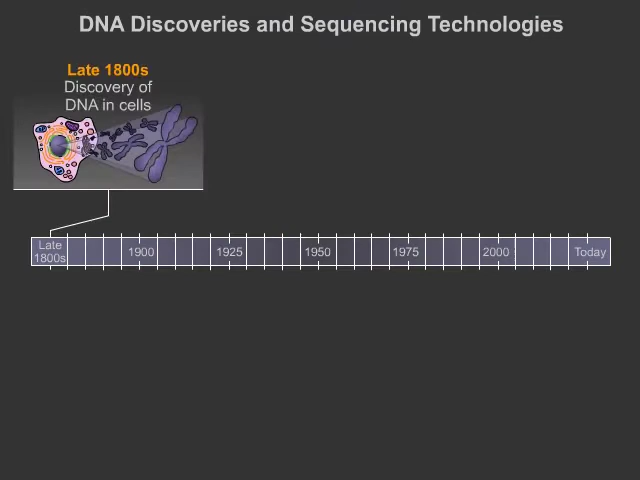 DNA Discoveries and Sequencing Technologies
Late 1800s
Discovery of
DNA in cells
Late
1800s
1900
1925
1950
1975
2000
Today